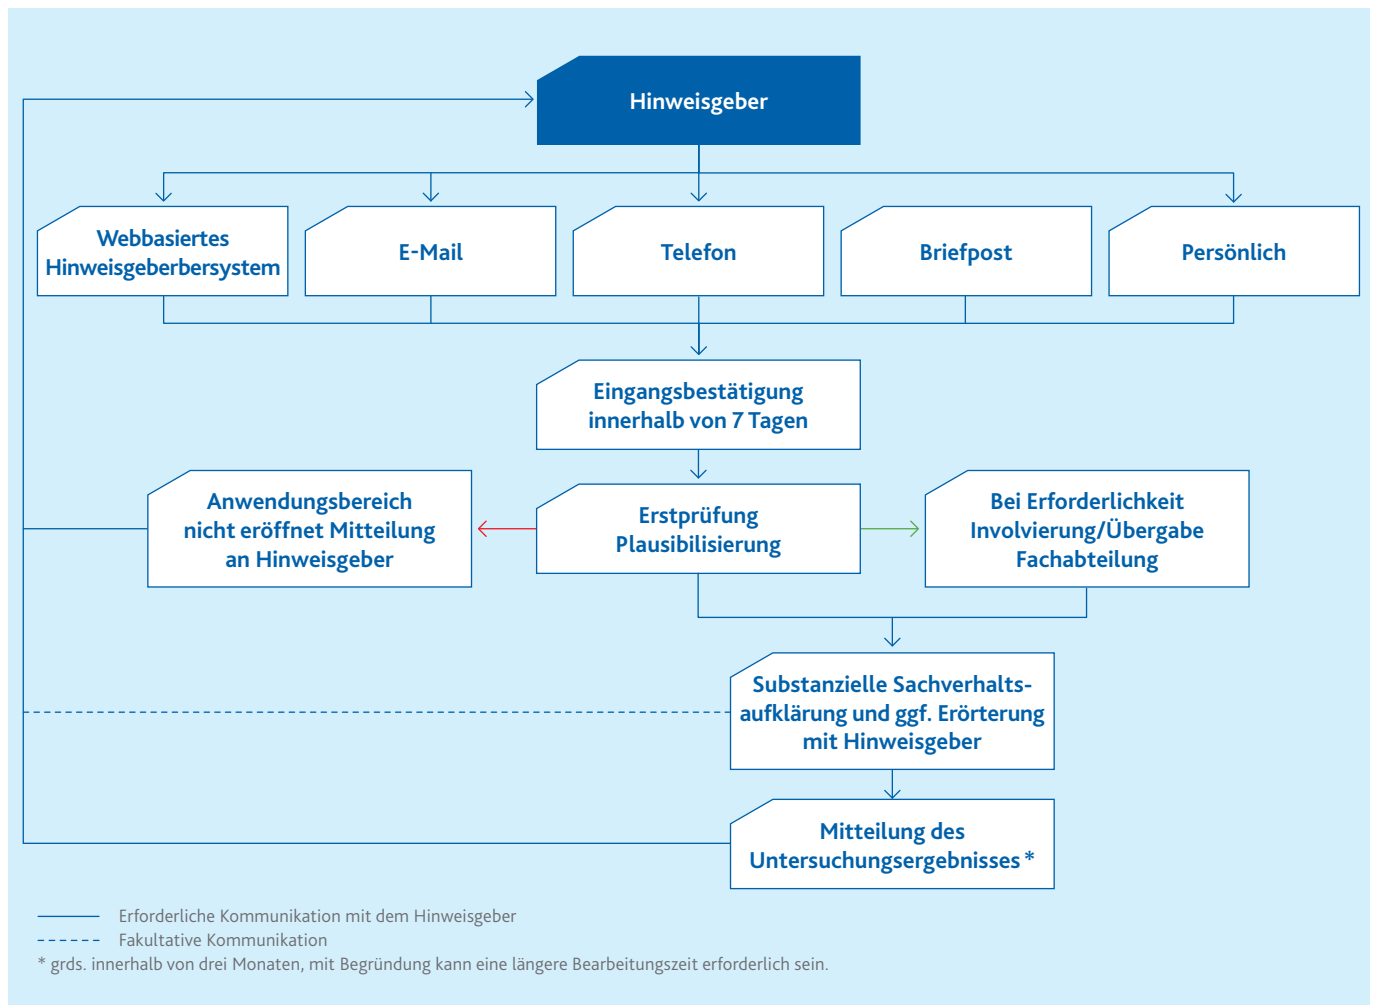 Hinweisgeber
Webbasiertes
Hinweisgeberbersystem
E-Mail
Telefon
Briefpost
Persönlich
Eingangsbestätigung
innerhalb von 7 Tagen
Anwendungsbereich
nicht eröffnet Mitteilung
an Hinweisgeber
Erstprüfung
Plausibilisierung
Bei Erforderlichkeit
Involvierung/Übergabe
Fachabteilung
Substanzielle Sachverhalts-
aufklärung und ggf. Erörterung
mit Hinweisgeber
Mitteilung des
Untersuchungsergebnisses *
Erforderliche Kommunikation mit dem Hinweisgeber
Fakultative Kommunikation
* grds. innerhalb von drei Monaten, mit Begründung kann eine längere Bearbeitungszeit erforderlich sein.